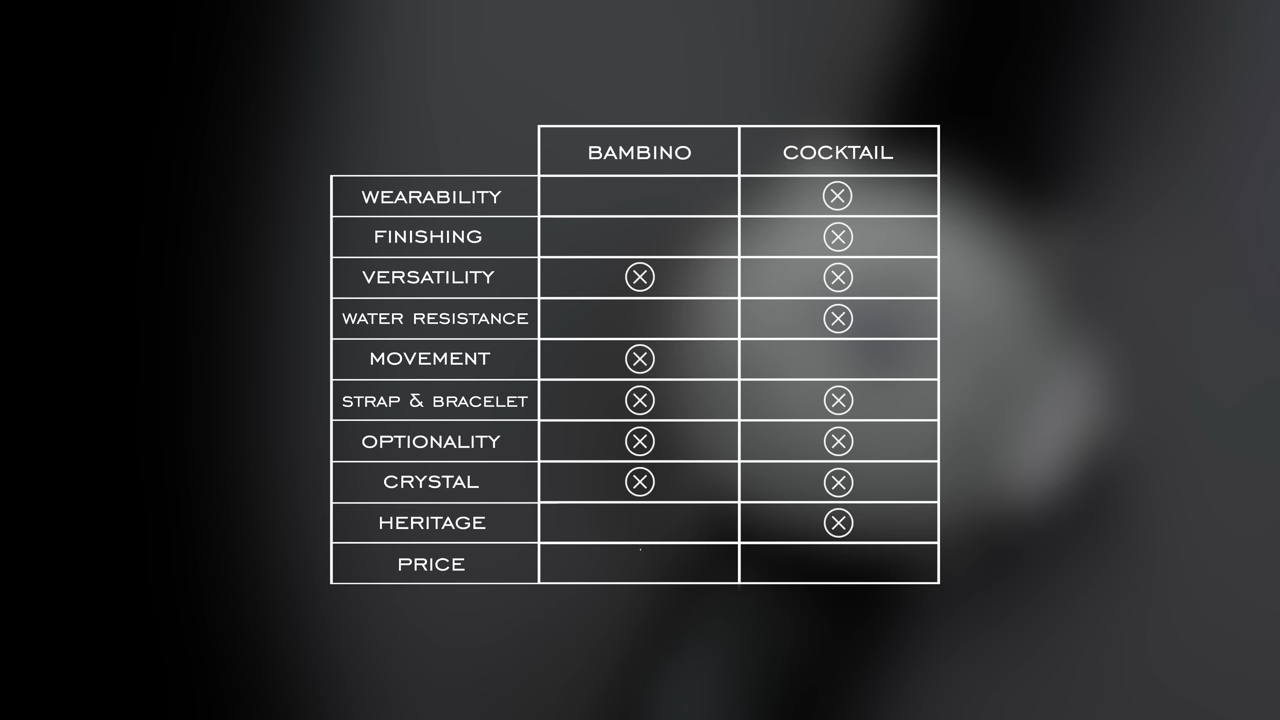 BAMBINO COCKTAIL
WEARABILITY ⓧ
FINISHING ⓧ
VERSATILITY ⓧ ⓧ
WATER RESISTANCE ⓧ
MOVEMENT ⓧ
STRAP & BRACELET ⓧ ⓧ
OPTIONALITY ⓧ ⓧ
CRYSTAL ⓧ ⓧ
HERITAGE ⓧ
PRICE